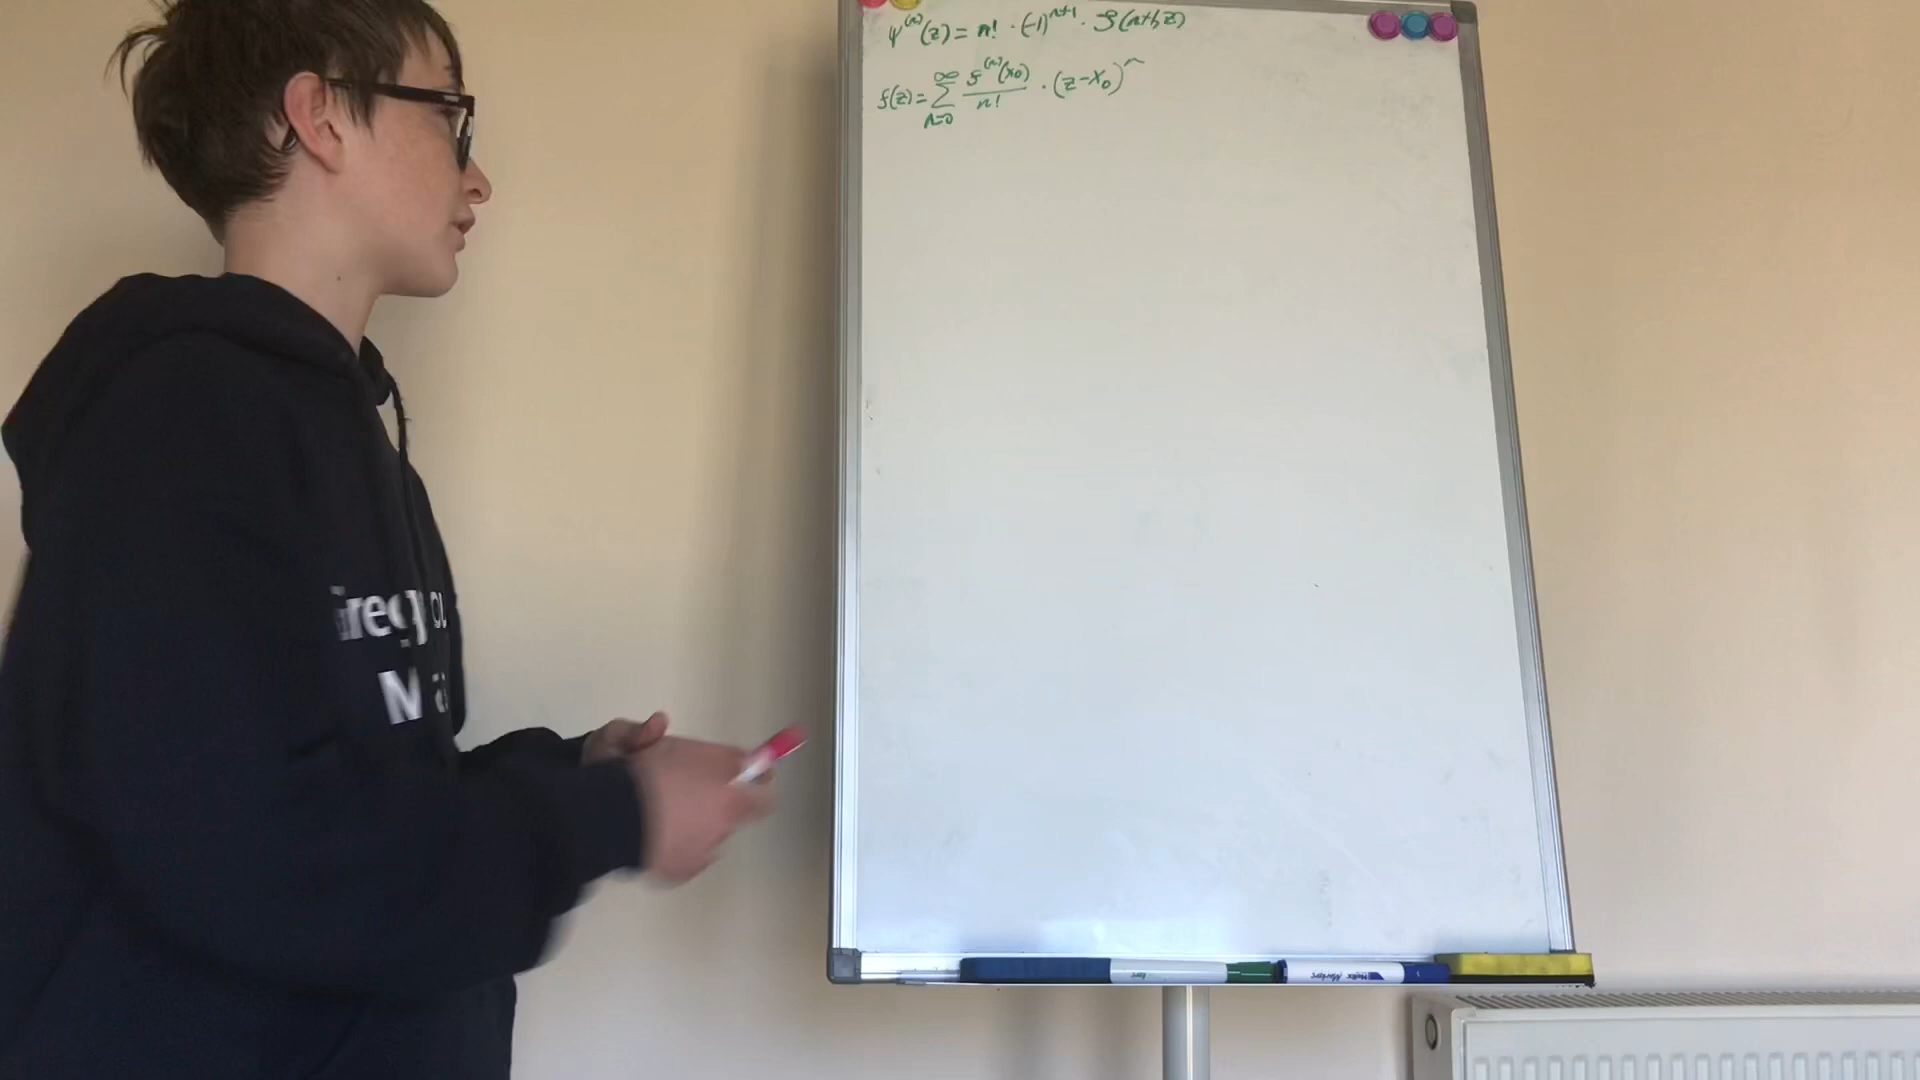 ψ⁽ⁿ⁾(z) = n! · (-1)ⁿ⁺¹ · ζ(n+1, z)
f(z) = ∑_{n=0}^{∞} f⁽ⁿ⁾(x₀)/n! · (z-x₀)ⁿ